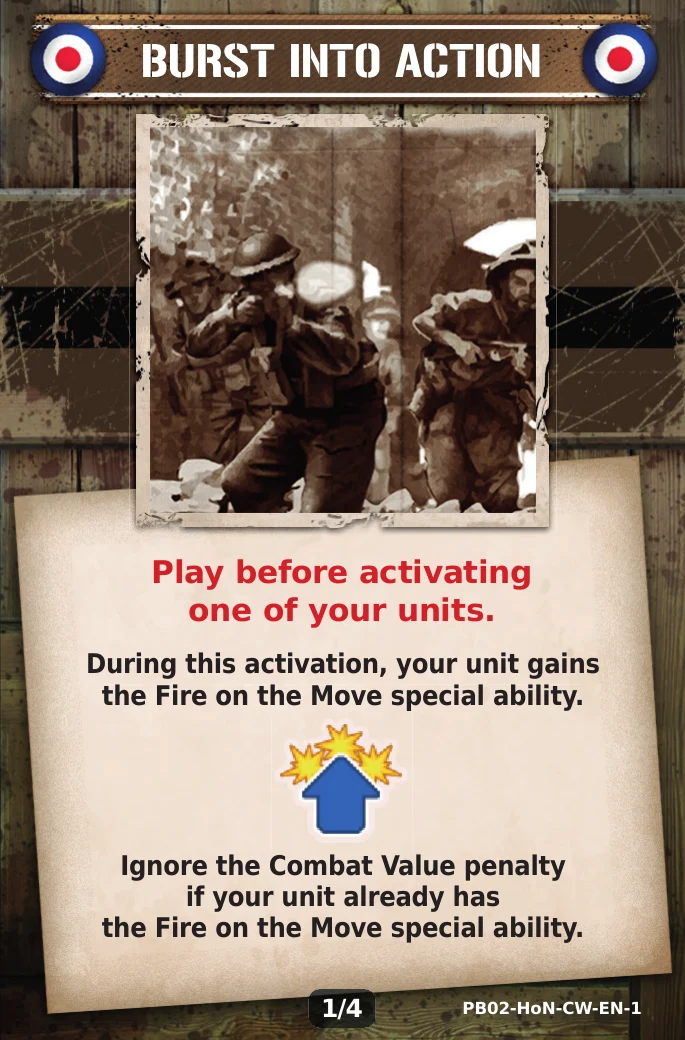 BURST INTO ACTION
Play before activating
one of your units.
During this activation, your unit gains
the Fire on the Move special ability.
Ignore the Combat Value penalty
if your unit already has
the Fire on the Move special ability.
1/4
PB02-HoN-CW-EN-1